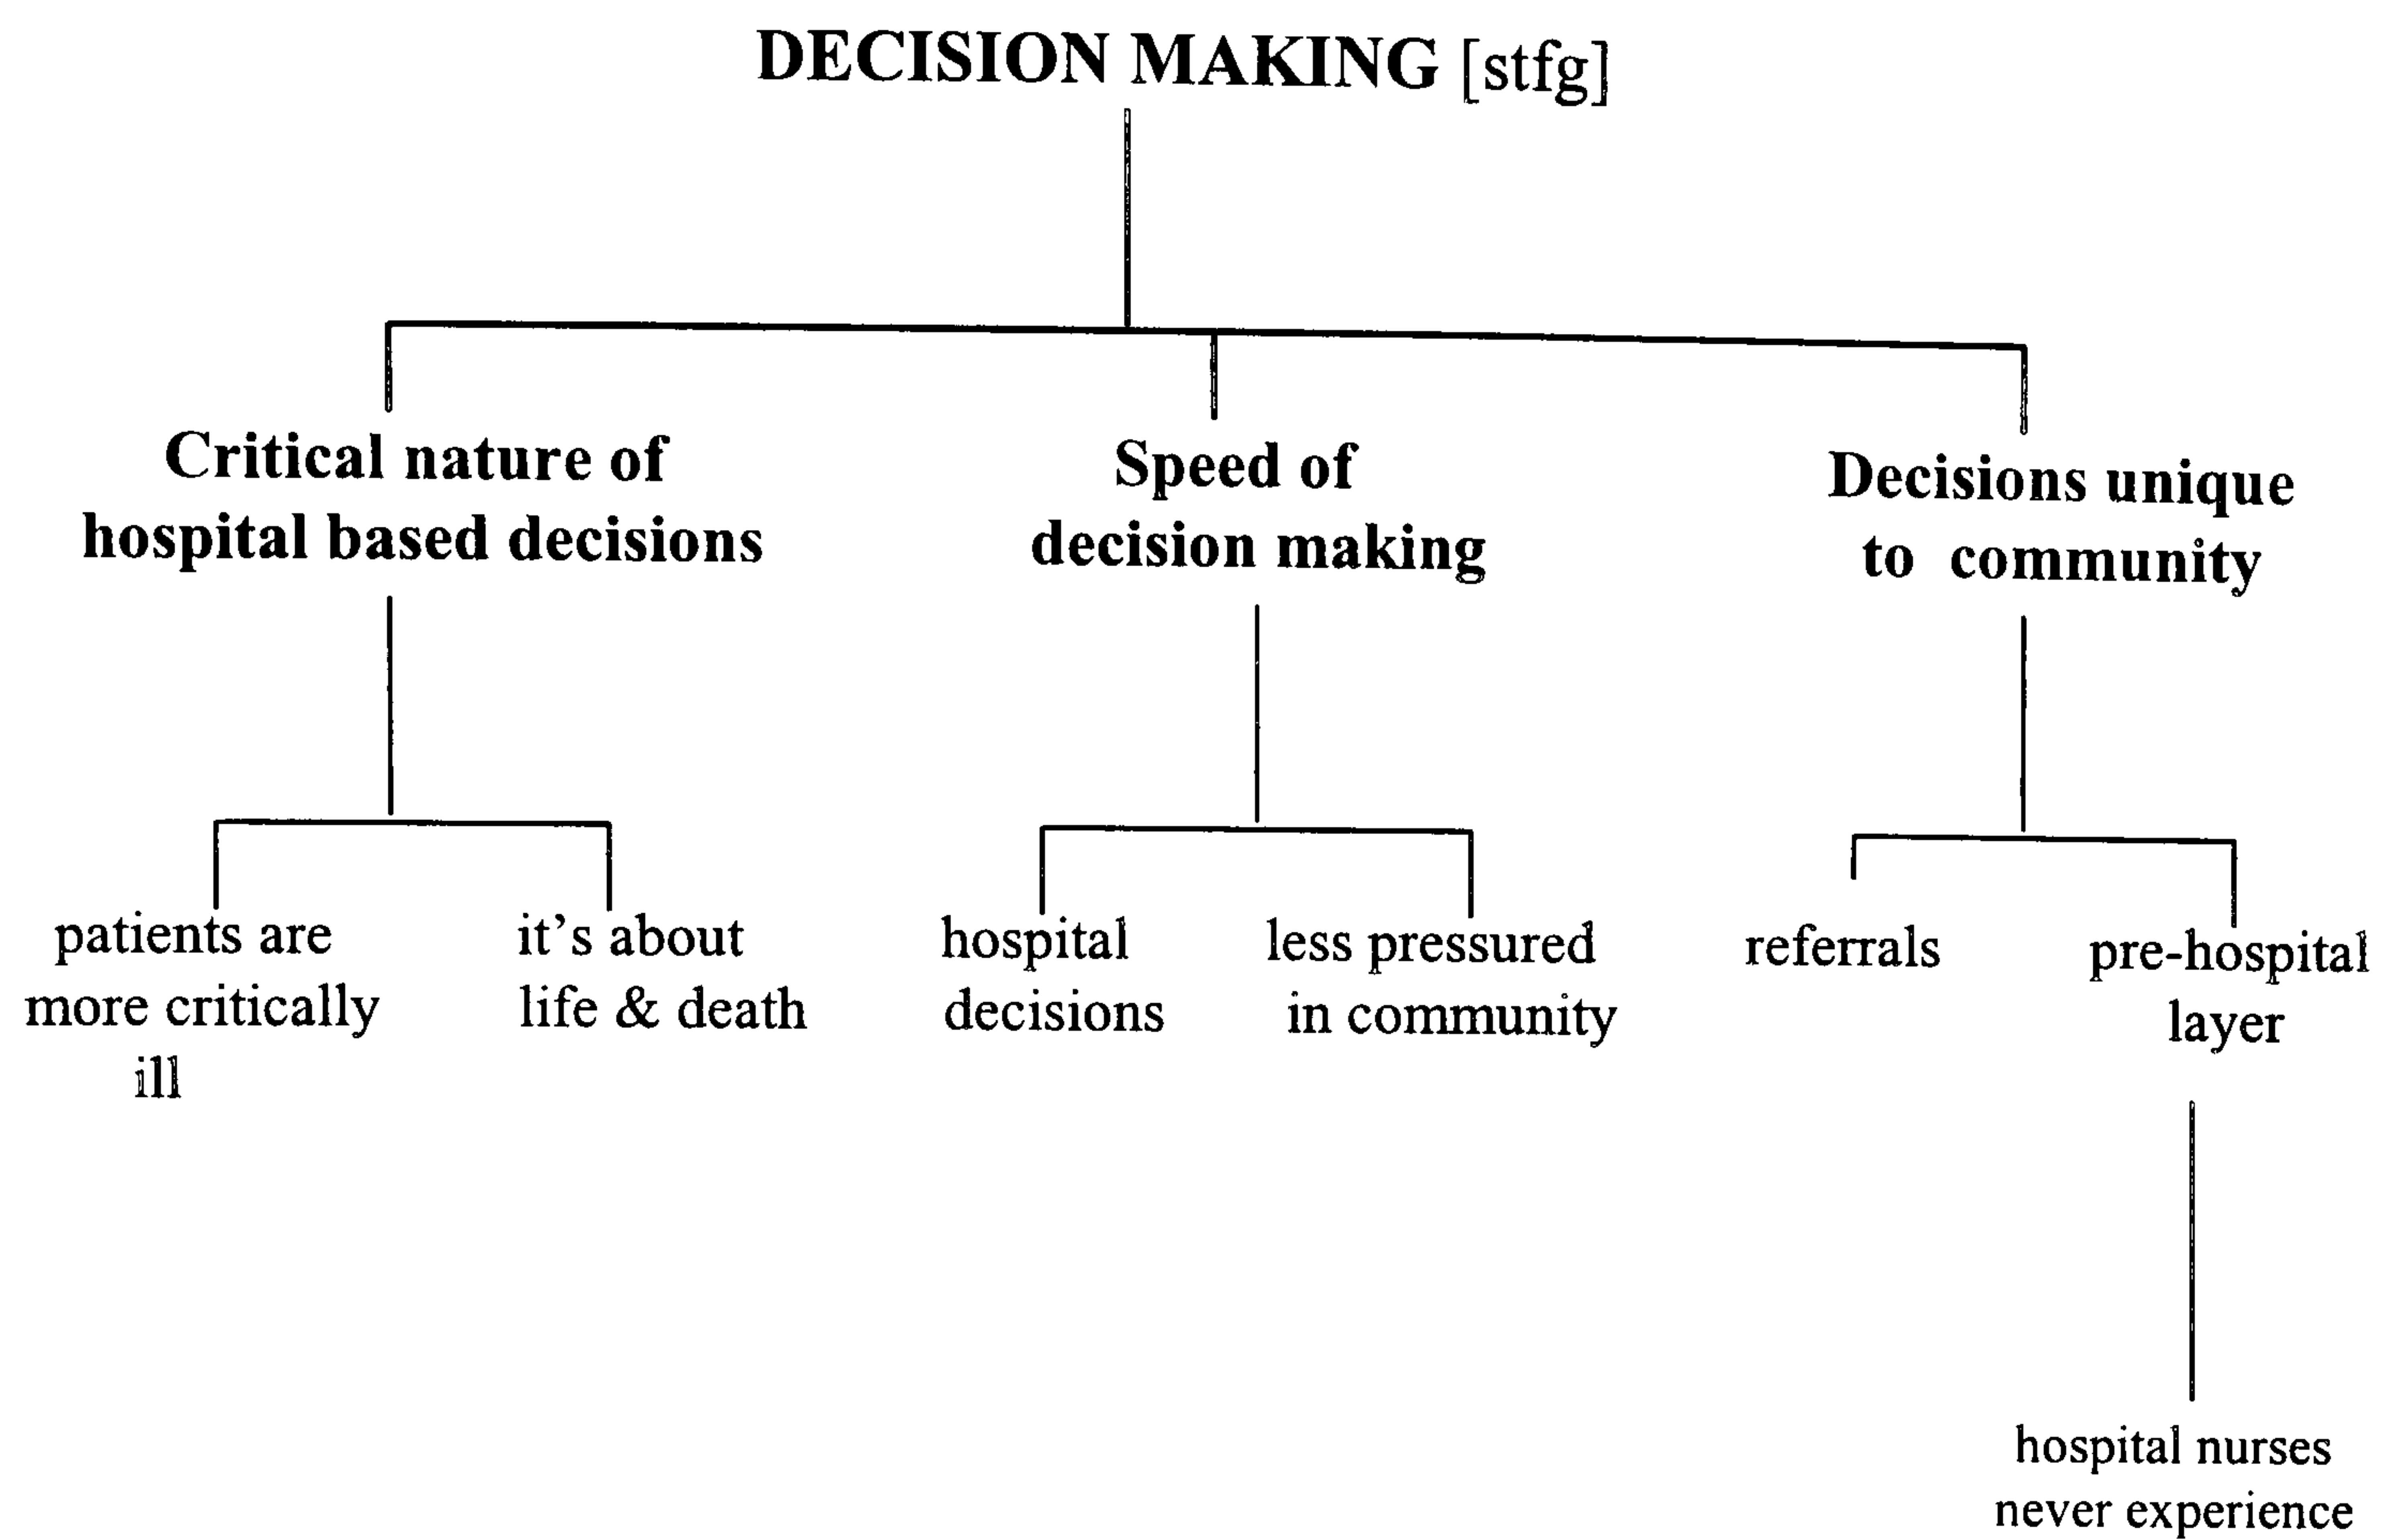 DECISION MAKING [stfg]
Critical nature of
hospital based decisions
Speed of
decision making
Decisions unique
to community
patients are
more critically
ill
it's about
life & death
hospital
decisions
less pressured
in community
referrals
pre-hospital
layer
hospital nurses
never experience